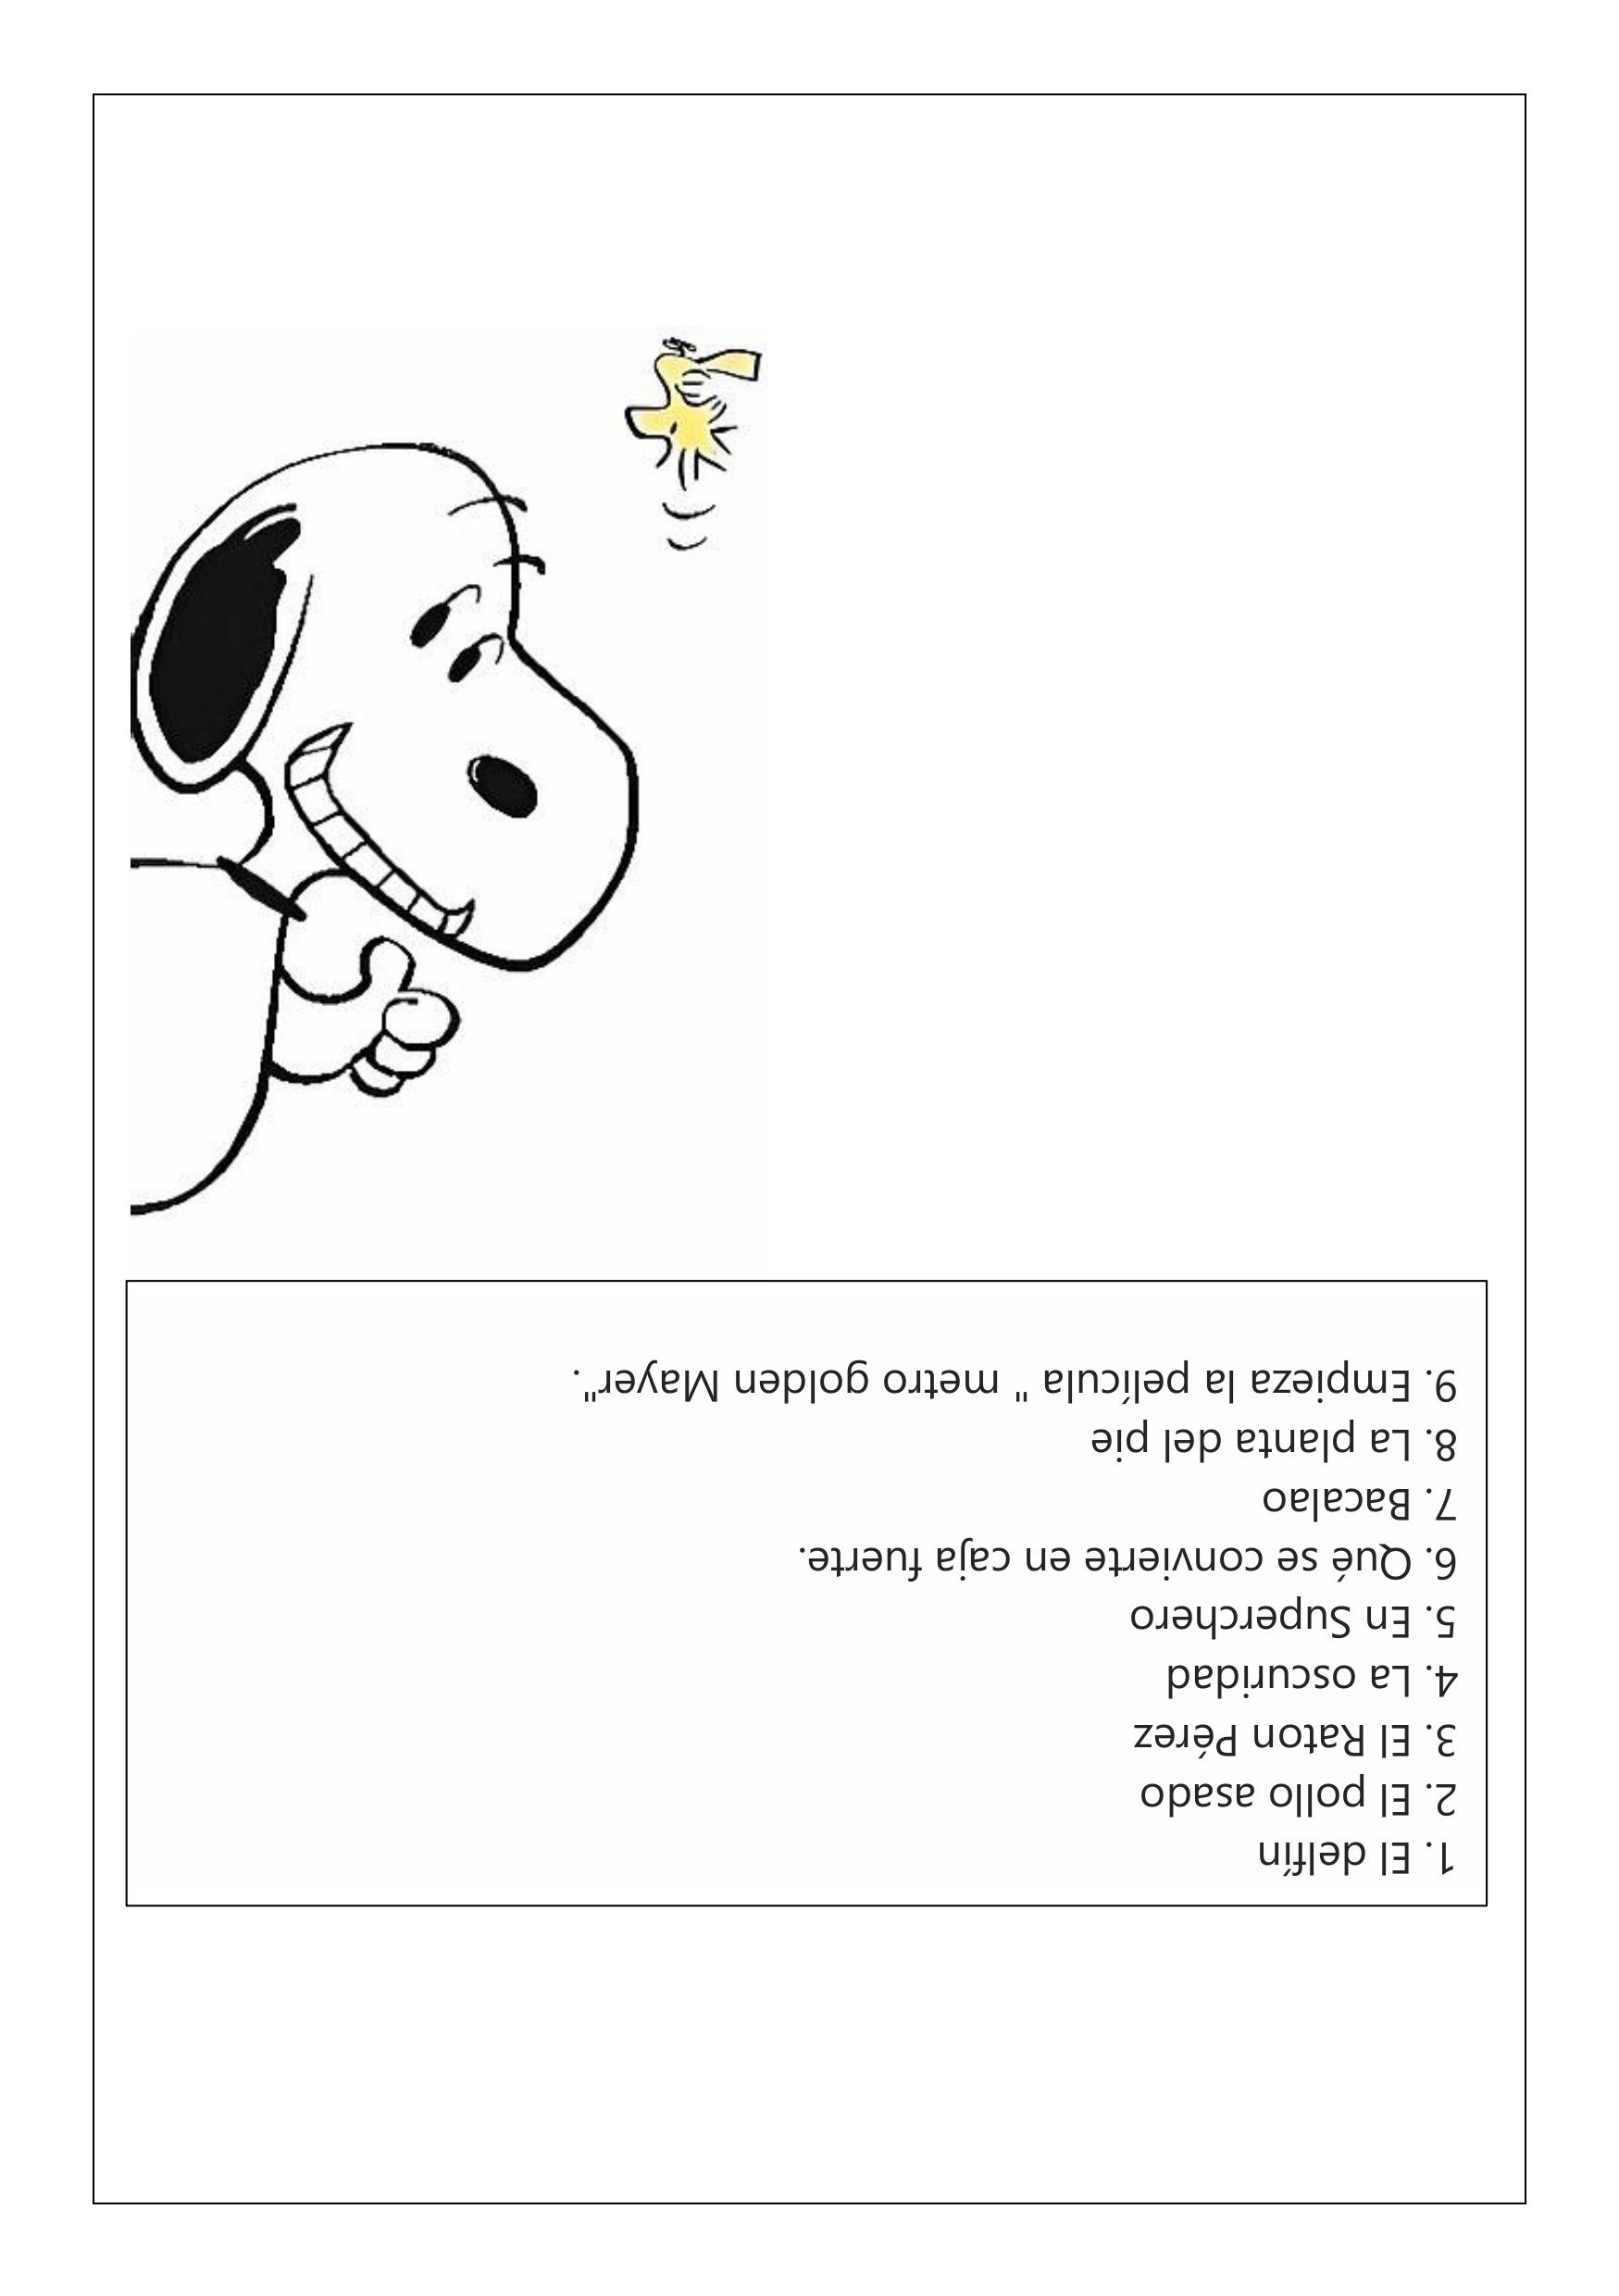 1. El delfín
2. El pollo asado
3. El Raton Pérez
4. La oscuridad
5. En Superchero
6. Qué se convierte en caja fuerte.
7. Bacalao
8. La planta del pie
9. Empieza la película " metro golden Mayer".